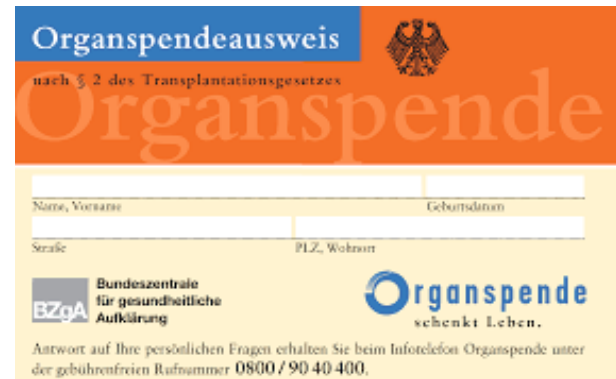 Organspendeausweis
nach § 2 des Transplantationsgesetzes
Organspende
Name, Vorname Geburtsdatum
Straße PLZ, Wohnort
BZgA
Bundeszentrale
für gesundheitliche
Aufklärung
Organspende
schenkt Leben.
Antwort auf Ihre persönlichen Fragen erhalten Sie beim Infotelefon Organspende unter
der gebührenfreien Rufnummer 0800 / 90 40 400.